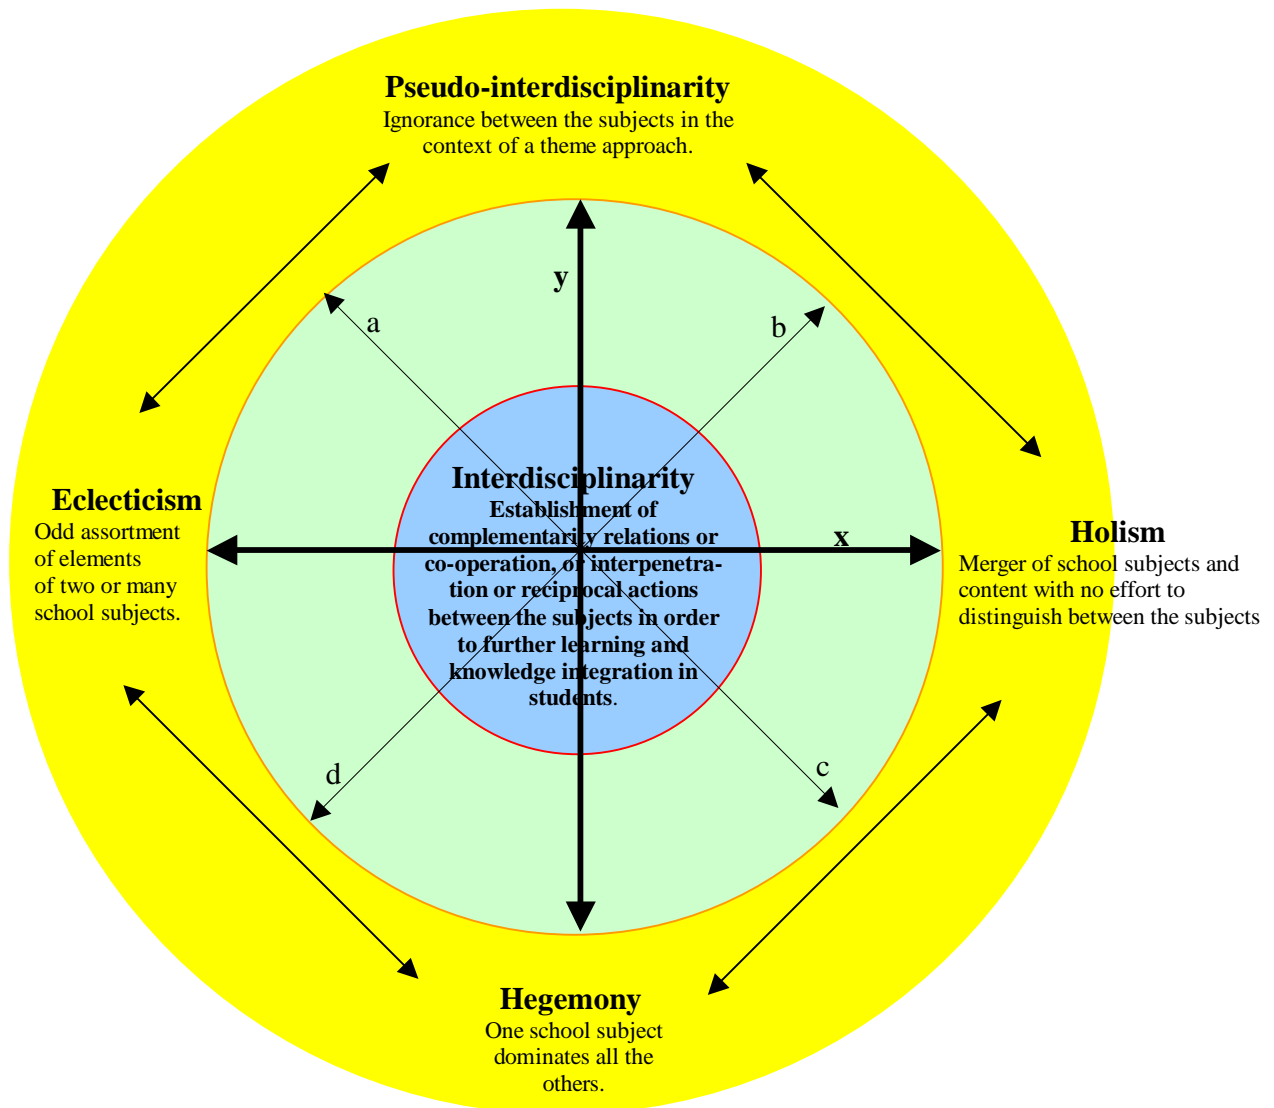 Pseudo-interdisciplinarity
Ignorance between the subjects in the
context of a theme approach.
y
a
b
Interdisciplinarity
Establishment of
complementarity relations or
co-operation, or interpenetra-
tion or reciprocal actions
between the subjects in order
to further learning and
knowledge integration in
students.
x
Eclecticism
Odd assortment
of elements
of two or many
school subjects.
Holism
Merger of school subjects and
content with no effort to
distinguish between the subjects
d
c
Hegemony
One school subject
dominates all the
others.